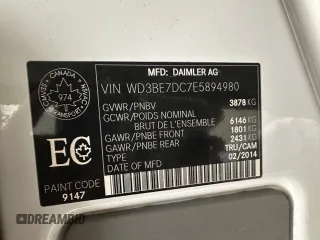 MFD: DAIMLER AG
VIN WD3BE7DC7E5894980
GVWR/PNBV 3878 KG
GCWR/POIDS NOMINAL
BRUT DE L'ENSEMBLE 6146 KG
GAWR/PNBE FRONT 1801 KG
GAWR/PNBE REAR 2431 KG
TYPE TRU/CAM
DATE OF MFD 02/2014
CANADA
974
TRANSPORT
EC
PAINT CODE
9147
DREAMBID